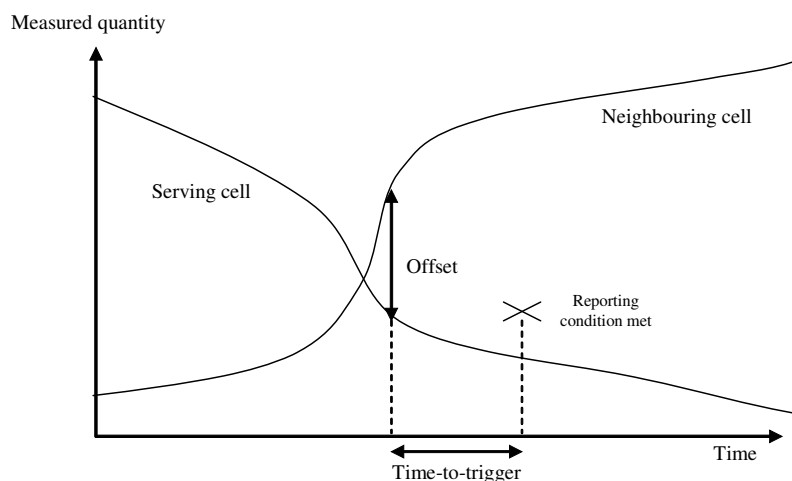 Measured quantity
Neighbouring cell
Serving cell
Offset
Reporting
condition met
Time
Time-to-trigger